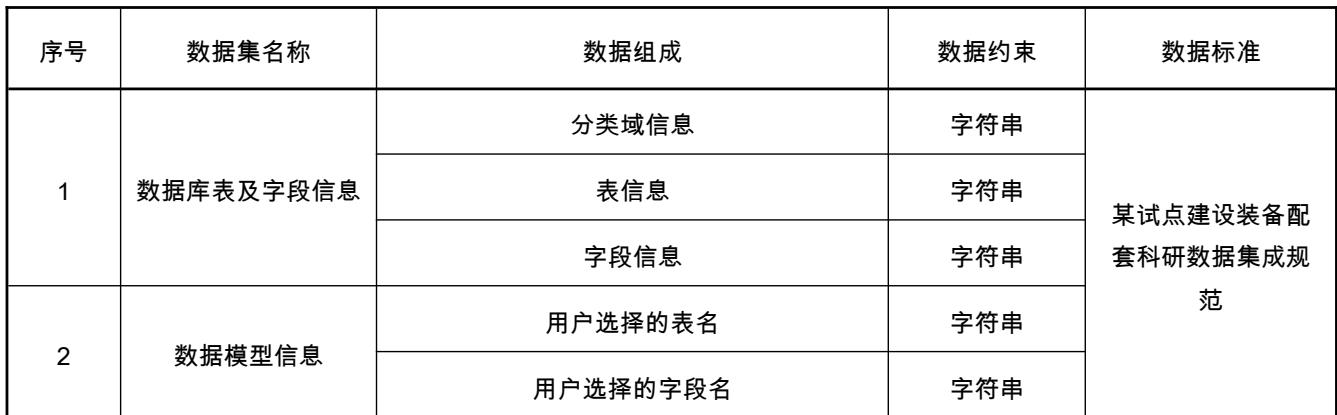 序号 数据集名称 数据组成 数据约束 数据标准
分类域信息 字符串
1 数据库表及字段信息 表信息 字符串
字段信息 字符串
某试点建设装备配
套科研数据集成规
范
2 数据模型信息 用户选择的表名 字符串
用户选择的字段名 字符串